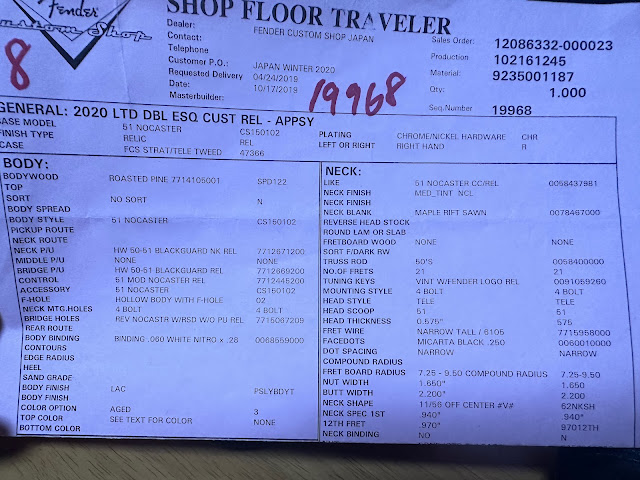 Fender
Custom Shop
SHOP FLOOR TRAVELER
8
Dealer: FENDER CUSTOM SHOP JAPAN
Contact:
Telephone
Customer P.O.: JAPAN WINTER 2020
Requested Delivery 04/24/2019
Date: 10/17/2019
Masterbuilder:
19968
Sales Order: 12086332-000023
Production 102161245
Material: 9235001187
Qty: 1.000
Seq.Number 19968
GENERAL: 2020 LTD DBL ESQ CUST REL - APPSY
BASE MODEL 51 NOCASTER CS150102 PLATING CHROME/NICKEL HARDWARE CHR
FINISH TYPE RELIC REL LEFT OR RIGHT RIGHT HAND R
CASE FCS STRAT/TELE TWEED 47366
BODY:
BODYWOOD ROASTED PINE 7714105001 SPD122
TOP
SORT NO SORT N
BODY SPREAD
BODY STYLE 51 NOCASTER CS150102
PICKUP ROUTE
NECK ROUTE
NECK P/U HW 50-51 BLACKGUARD NK REL 7712671200
MIDDLE P/U NONE NONE
BRIDGE P/U HW 50-51 BLACKGUARD REL 7712669200
CONTROL 51 MOD NOCASTER REL 7712445200
ACCESSORY 51 NOCASTER CS150102
F-HOLE HOLLOW BODY WITH F-HOLE 02
NECK MTG.HOLES 4 BOLT 4 BOLT
BRIDGE HOLES REV NOCASTR W/RSD W/O PU REL 7715067209
REAR ROUTE
BODY BINDING BINDING .060 WHITE NITRO x .28 0068559000
CONTOURS
EDGE RADIUS
HEEL
SAND GRADE
BODY FINISH LAC PSLYBDYT
BODY FINISH
COLOR OPTION AGED 3
TOP COLOR SEE TEXT FOR COLOR NONE
BOTTOM COLOR
NECK:
LIKE 51 NOCASTER CC/REL 0058437981
NECK FINISH MED_TINT NCL
NECK FINISH
NECK BLANK MAPLE RIFT SAWN 0078467000
REVERSE HEAD STOCK
ROUND LAM OR SLAB
FRETBOARD WOOD NONE NONE
SORT F/DARK RW
TRUSS ROD 50'S 0058400000
NO.OF FRETS 21 21
TUNING KEYS VINT W/FENDER LOGO REL 0091059260
MOUNTING STYLE 4 BOLT 4 BOLT
HEAD STYLE TELE TELE
HEAD SCOOP 51 51
HEAD THICKNESS 0.575" 575
FRET WIRE NARROW TALL / 6105 7715958000
FACEDOTS MICARTA BLACK .250 0060010000
DOT SPACING NARROW NARROW
COMPOUND RADIUS
FRET BOARD RADIUS 7.25 - 9.50 COMPOUND RADIUS 7.25-9.50
NUT WIDTH 1.650" 1.650
BUTT WIDTH 2.200" 2.200
NECK SHAPE 11/56 OFF CENTER #V# 62NKSH
NECK SPEC 1ST .940" .940"
12TH FRET .970" 97012TH
NECK BINDING NO N